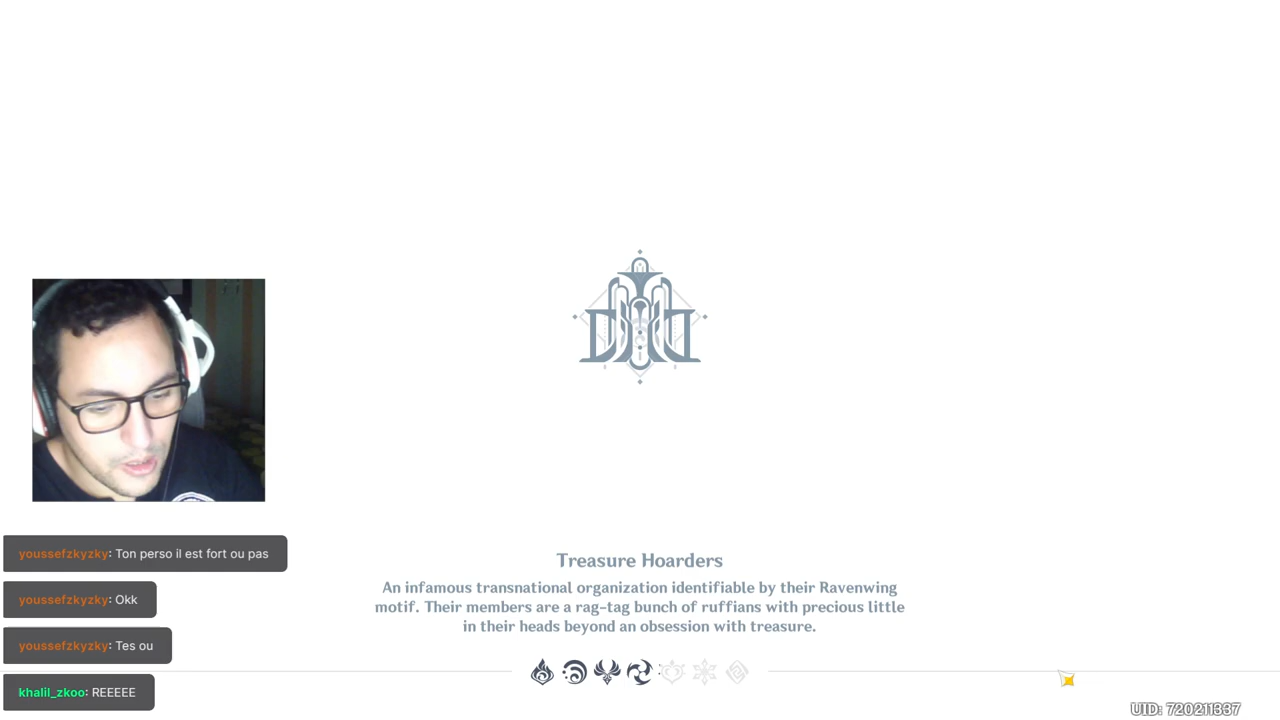 youssefzkyzky: Ton perso il est fort ou pas
youssefzkyzky: Okk
youssefzkyzky: Tes ou
khalil_zkoo: REEEEE
Treasure Hoarders
An infamous transnational organization identifiable by their Ravenwing
motif. Their members are a rag-tag bunch of ruffians with precious little
in their heads beyond an obsession with treasure.
UID: 720211337